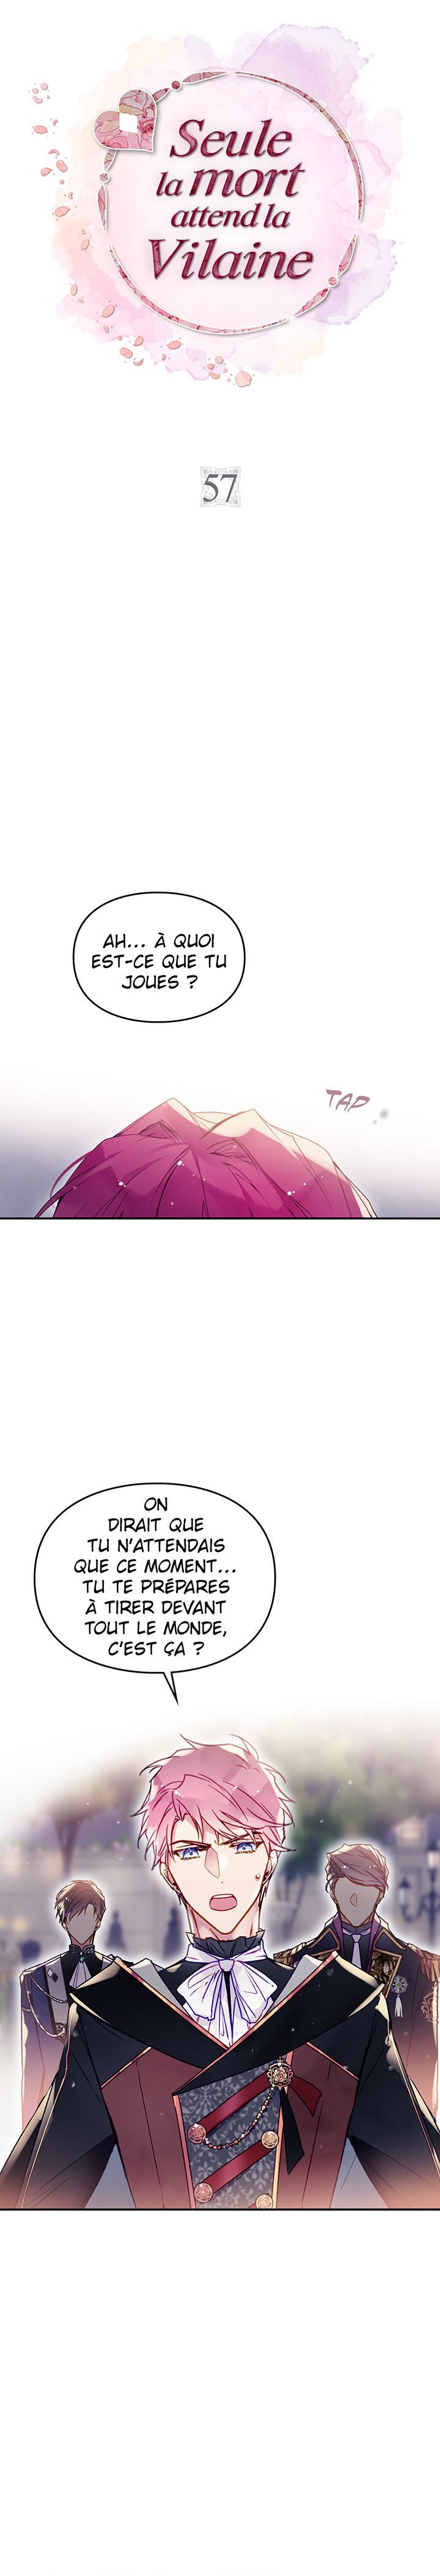 Seule
la mort
attend la
Vilaine
57
AH... À QUOI
EST-CE QUE TU
JOUES ?
TAP
ON
DIRAIT QUE
TU N'ATTENDAIS
QUE CE MOMENT...
TU TE PRÉPARES
À TIRER DEVANT
TOUT LE MONDE,
C'EST ÇA ?